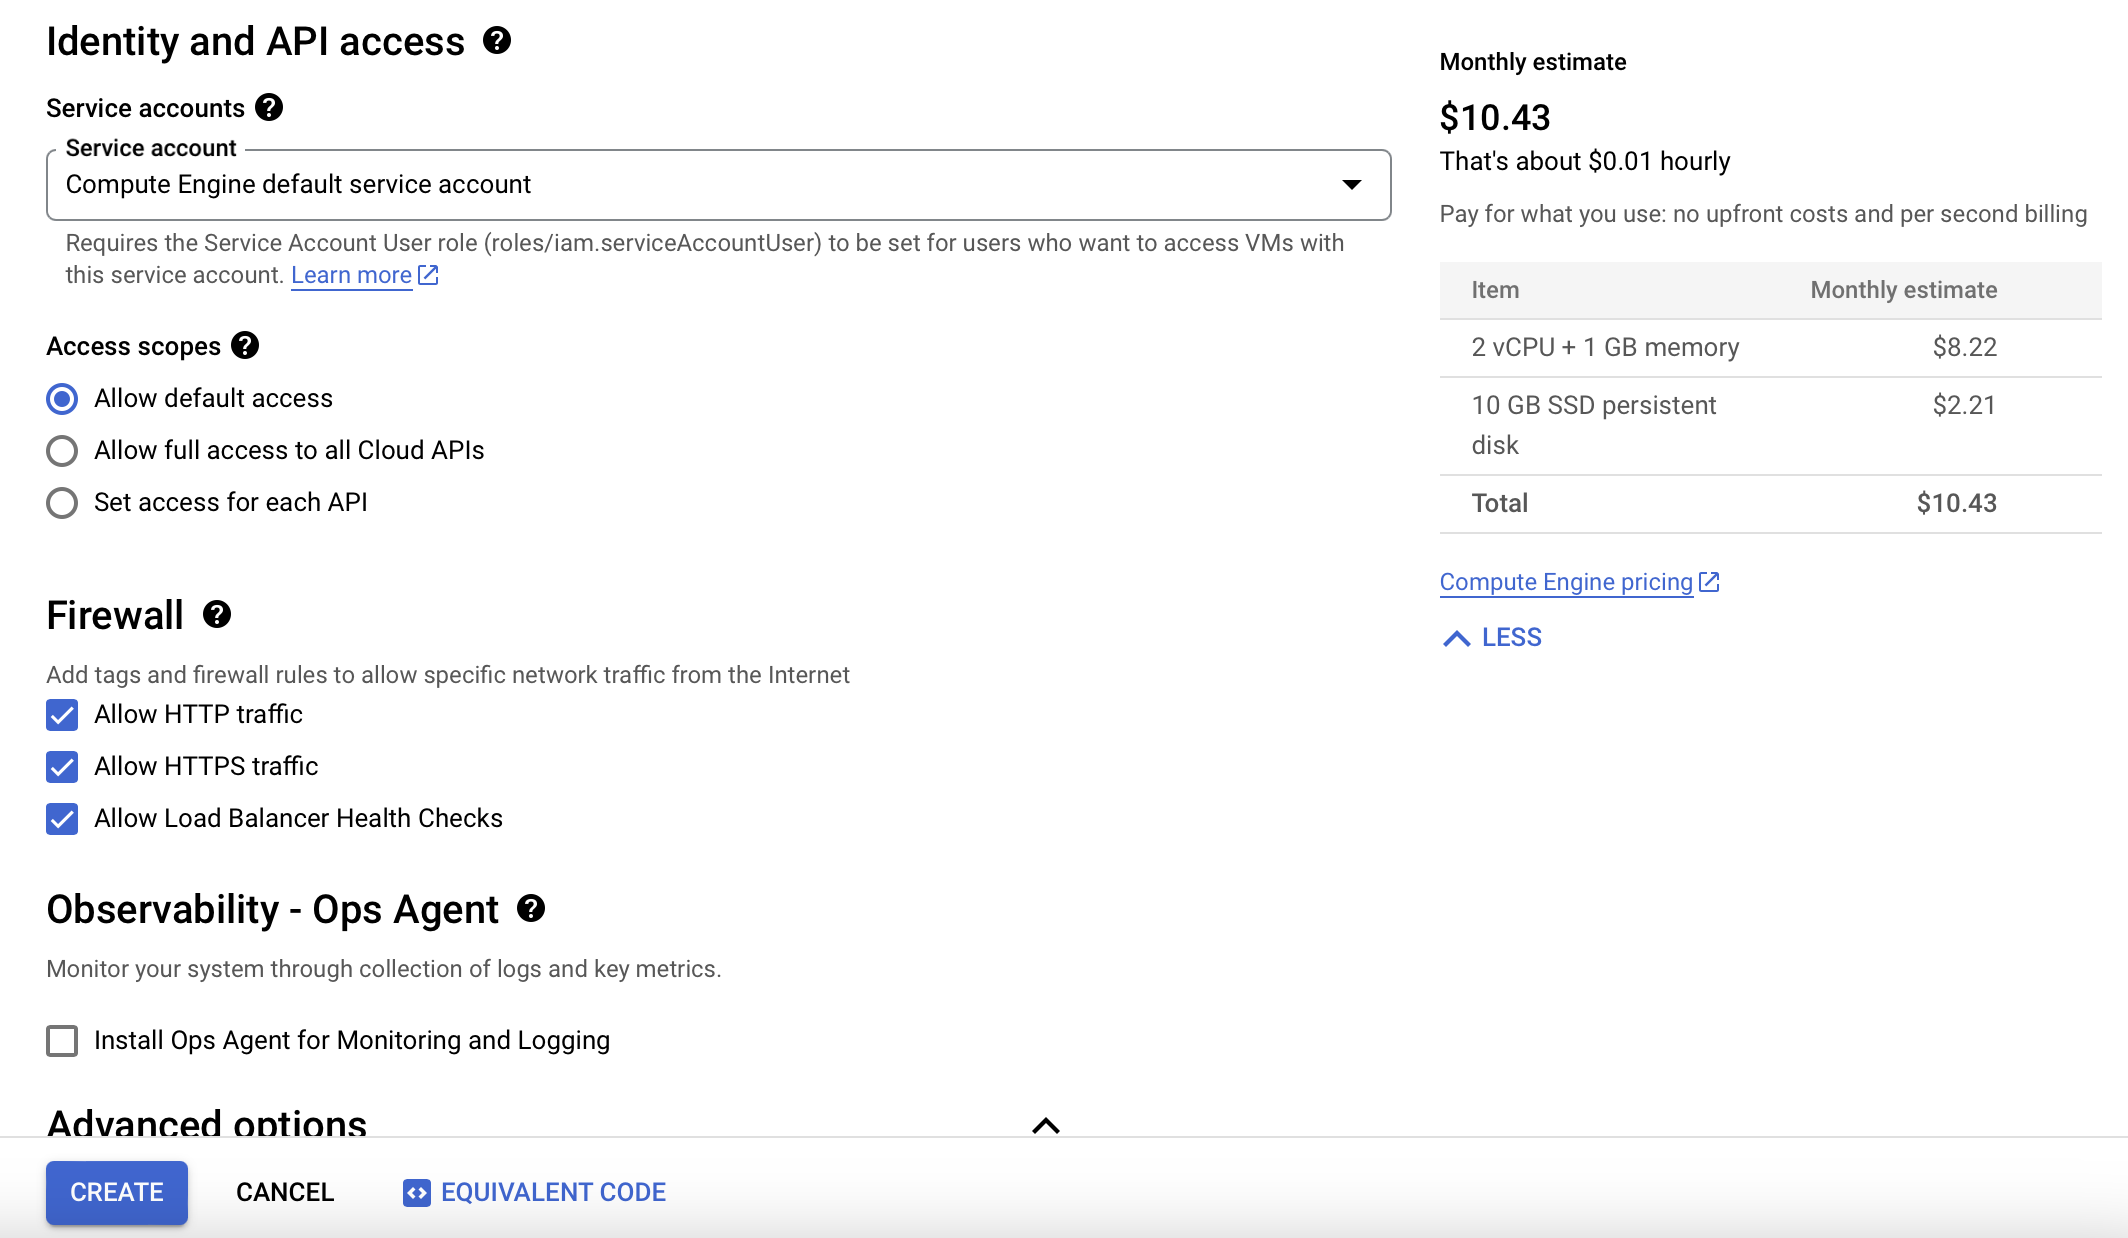 Identity and API access
Service accounts
Service account
Compute Engine default service account
Requires the Service Account User role (roles/iam.serviceAccountUser) to be set for users who want to access VMs with
this service account. Learn more
Access scopes
Allow default access
Allow full access to all Cloud APIs
Set access for each API
Firewall
Add tags and firewall rules to allow specific network traffic from the Internet
Allow HTTP traffic
Allow HTTPS traffic
Allow Load Balancer Health Checks
Observability - Ops Agent
Monitor your system through collection of logs and key metrics.
Install Ops Agent for Monitoring and Logging
Advanced options
CREATE CANCEL EQUIVALENT CODE
Monthly estimate
$10.43
That's about $0.01 hourly
Pay for what you use: no upfront costs and per second billing
Item Monthly estimate
2 vCPU + 1 GB memory $8.22
10 GB SSD persistent $2.21
disk
Total $10.43
Compute Engine pricing
LESS